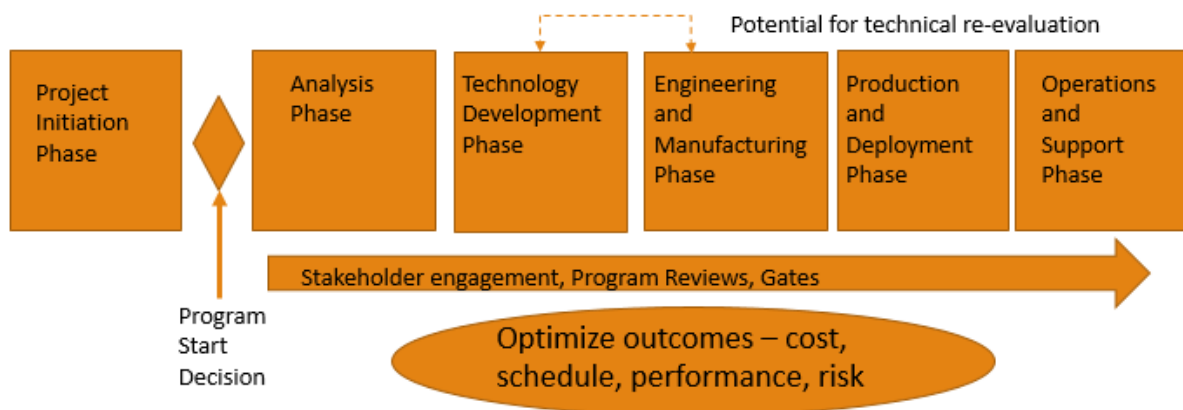 Potential for technical re-evaluation
Project
Initiation
Phase
Analysis
Phase
Technology
Development
Phase
Engineering
and
Manufacturing
Phase
Production
and
Deployment
Phase
Operations
and
Support
Phase
Stakeholder engagement, Program Reviews, Gates
Program
Start
Decision
Optimize outcomes – cost,
schedule, performance, risk